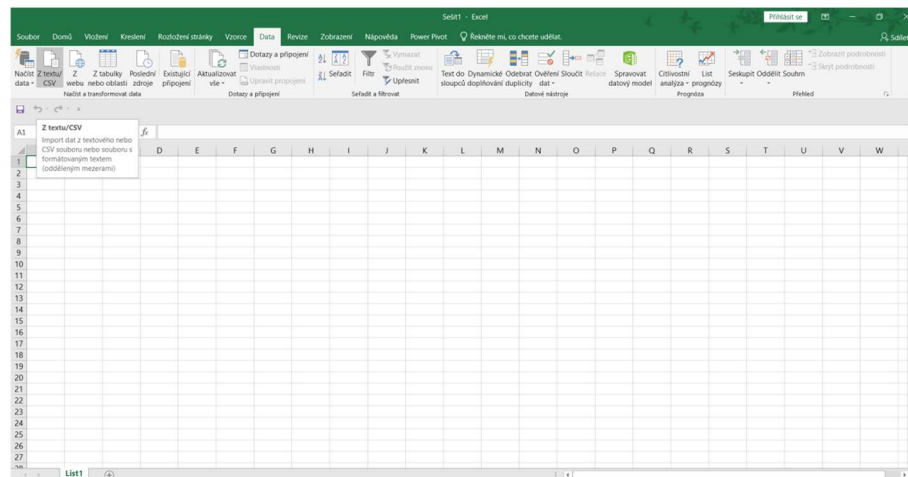 Sešit1 - Excel
Přihlásit se
Soubor Domů Vložení Kreslení Rozložení stránky Vzorce Data Revize Zobrazení Nápověda Power Pivot Řekněte mi, co chcete udělat. Sdílet
Načíst data
Z textu/ CSV
Z webu
Z tabulky nebo oblasti
Poslední zdroje
Existující připojení
Načíst a transformovat data
Aktualizovat vše
Dotazy a připojení
Vlastnosti
Upravit propojení
Dotazy a připojení
Seřadit
Filtr
Vymazat
Použít znovu
Upřesnit
Seřadit a filtrovat
Text do sloupců
Dynamické doplňování
Odebrat duplicity
Ověření dat
Sloučit
Relace
Spravovat datový model
Datové nástroje
Citlivostní analýza
List prognózy
Prognóza
Seskupit
Oddělit
Souhrn
Zobrazit podrobnosti
Skrýt podrobnosti
Přehled
A1
fx
Z textu/CSV
Import dat z textového nebo
CSV souboru nebo souboru s
formátovaným textem
(odděleným mezerami)
D E F G H I J K L M N O P Q R S T U V W
1
2
3
4
5
6
7
8
9
10
11
12
13
14
15
16
17
18
19
20
21
22
23
24
25
26
27
List1